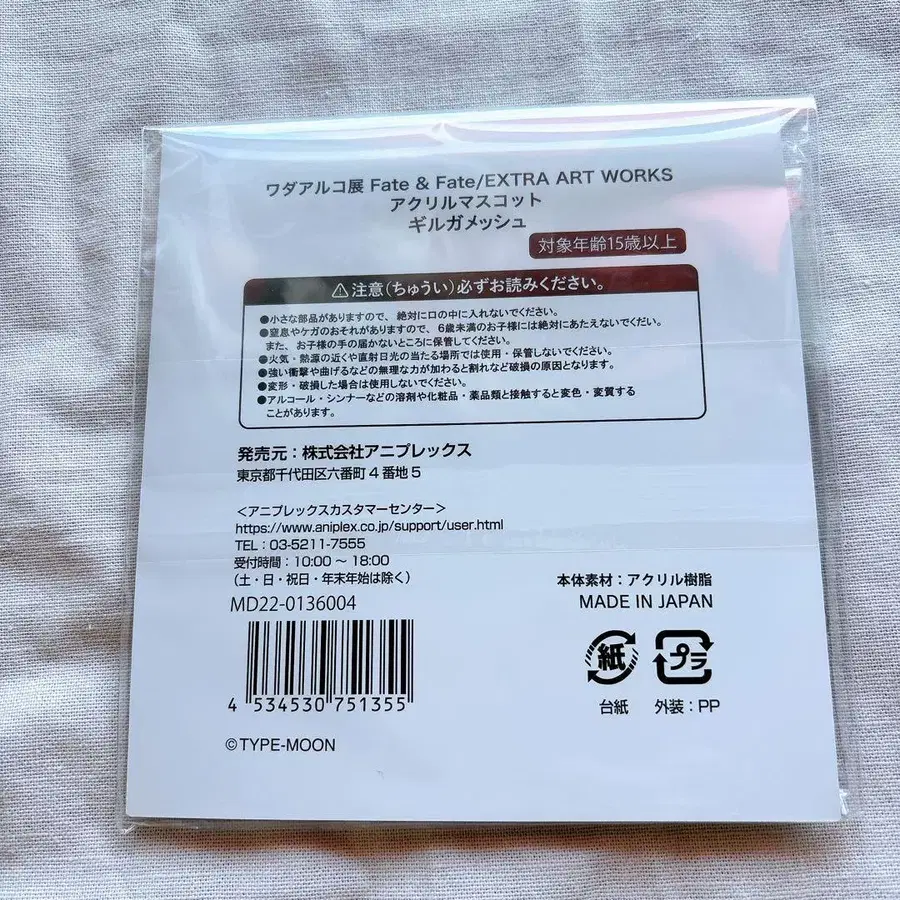 ワダアルコ展 Fate & Fate/EXTRA ART WORKS
アクリルマスコット
ギルガメッシュ
対象年齢15歳以上
⚠注意(ちゅうい)必ずお読みください。
●小さな部品がありますので、絶対に口の中に入れないでください。
●窒息やケガのおそれがありますので、6歳未満のお子様には絶対にあたえないでください。
また、お子様の手の届かないところに保管してください。
●火気・熱源の近くや直射日光の当たる場所では使用・保管しないでください。
●強い衝撃や曲げるなどの無理な力が加わると割れなど破損の原因となります。
●変形・破損した場合は使用しないでください。
●アルコール・シンナーなどの溶剤や化粧品・薬品類と接触すると変色・変質する
ことがあります。
発売元:株式会社アニプレックス
東京都千代田区六番町4番地5
<アニプレックスカスタマーセンター>
https://www.aniplex.co.jp/support/user.html
TEL:03-5211-7555
受付時間:10:00~18:00
(土・日・祝日・年末年始は除く)
MD22-0136004
4 534530 751355
©TYPE-MOON
本体素材:アクリル樹脂
MADE IN JAPAN
紙 プラ
台紙 外装:PP